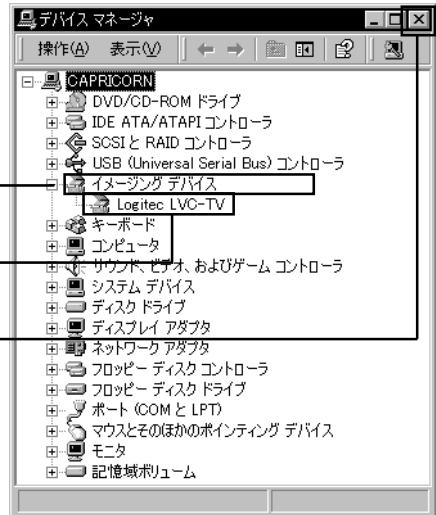 デバイス マネージャ
操作(A) 表示(V)
CAPRICORN
DVD/CD-ROM ドライブ
IDE ATA/ATAPI コントローラ
SCSI と RAID コントローラ
USB (Universal Serial Bus) コントローラ
イメージング デバイス
Logitec LVC-TV
キーボード
コンピュータ
サウンド、ビデオ、およびゲーム コントローラ
システム デバイス
ディスク ドライブ
ディスプレイ アダプタ
ネットワーク アダプタ
フロッピー ディスク コントローラ
フロッピー ディスク ドライブ
ポート (COM と LPT)
マウスとそのほかのポインティング デバイス
モニタ
記憶域ボリューム